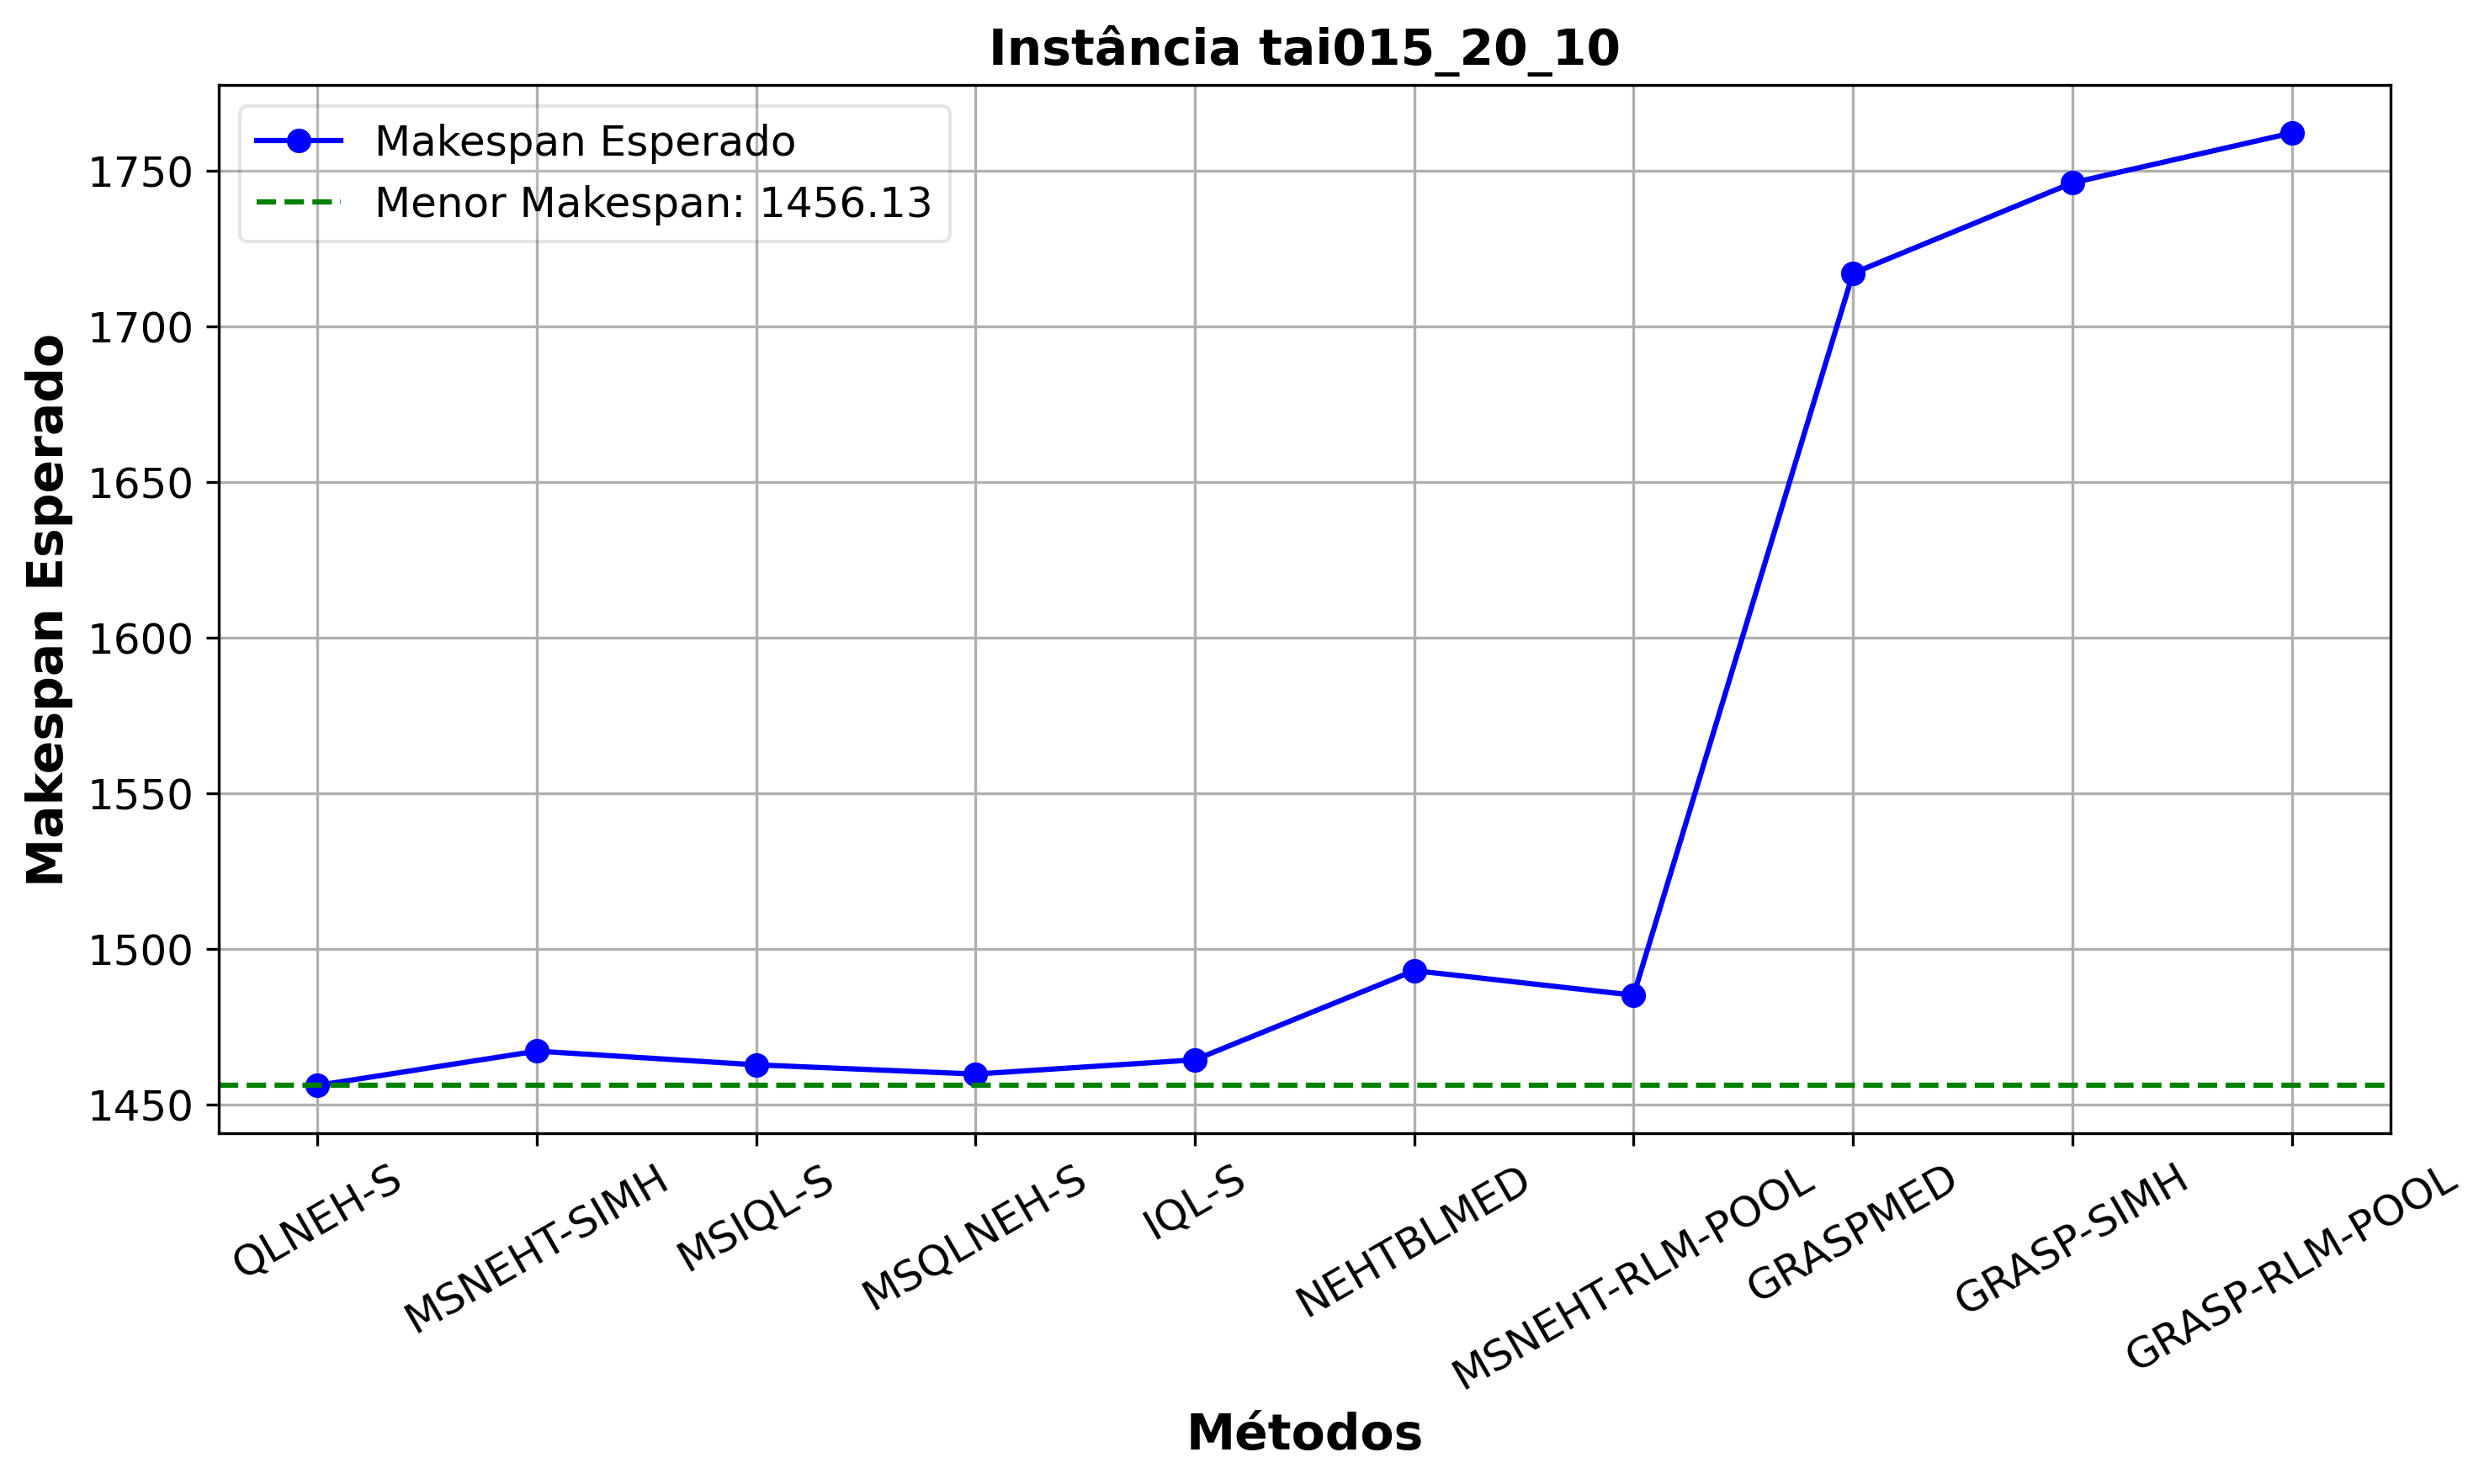 Instância tai015_20_10
Makespan Esperado
Menor Makespan: 1456.13
Makespan Esperado
1750
1700
1650
1600
1550
1500
1450
QLNEH-S
MSNEHT-SIMH
MSIQL-S
MSQLNEH-S
IQL-S
NEHTBLMED
MSNEHT-RLM-POOL
GRASPMED
GRASP-SIMH
GRASP-RLM-POOL
Métodos